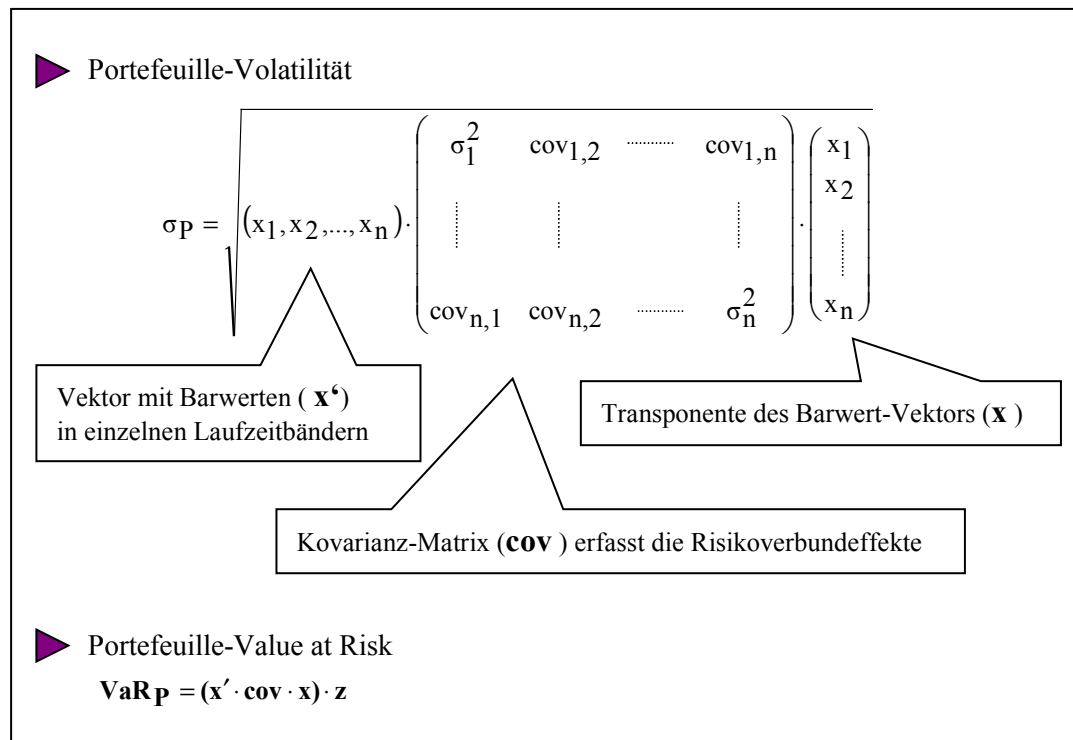 Portefeuille-Volatilität
σ₁² cov₁,₂ ............ cov₁,ₙ x₁
x₂
σP = √ (x₁, x₂,..., xₙ) · ⋮ ⋮ ⋮ · ⋮
covₙ,₁ covₙ,₂ ............ σₙ² xₙ
Vektor mit Barwerten ( x‘)
in einzelnen Laufzeitbändern
Transponente des Barwert-Vektors (x )
Kovarianz-Matrix (cov ) erfasst die Risikoverbundeffekte
Portefeuille-Value at Risk
VaRP = (x′ · cov · x) · z